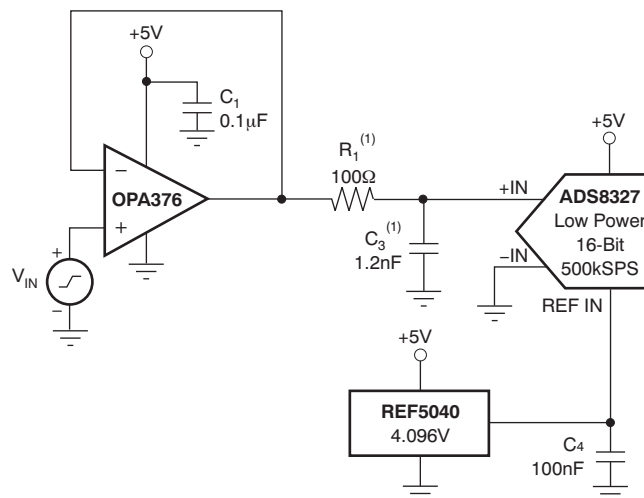 +5V
C1
0.1μF
−
OPA376
+
+
VIN
−
R1(1)
100Ω
C3(1)
1.2nF
+5V
+IN
ADS8327
Low Power
16-Bit
500kSPS
−IN
REF IN
+5V
REF5040
4.096V
C4
100nF